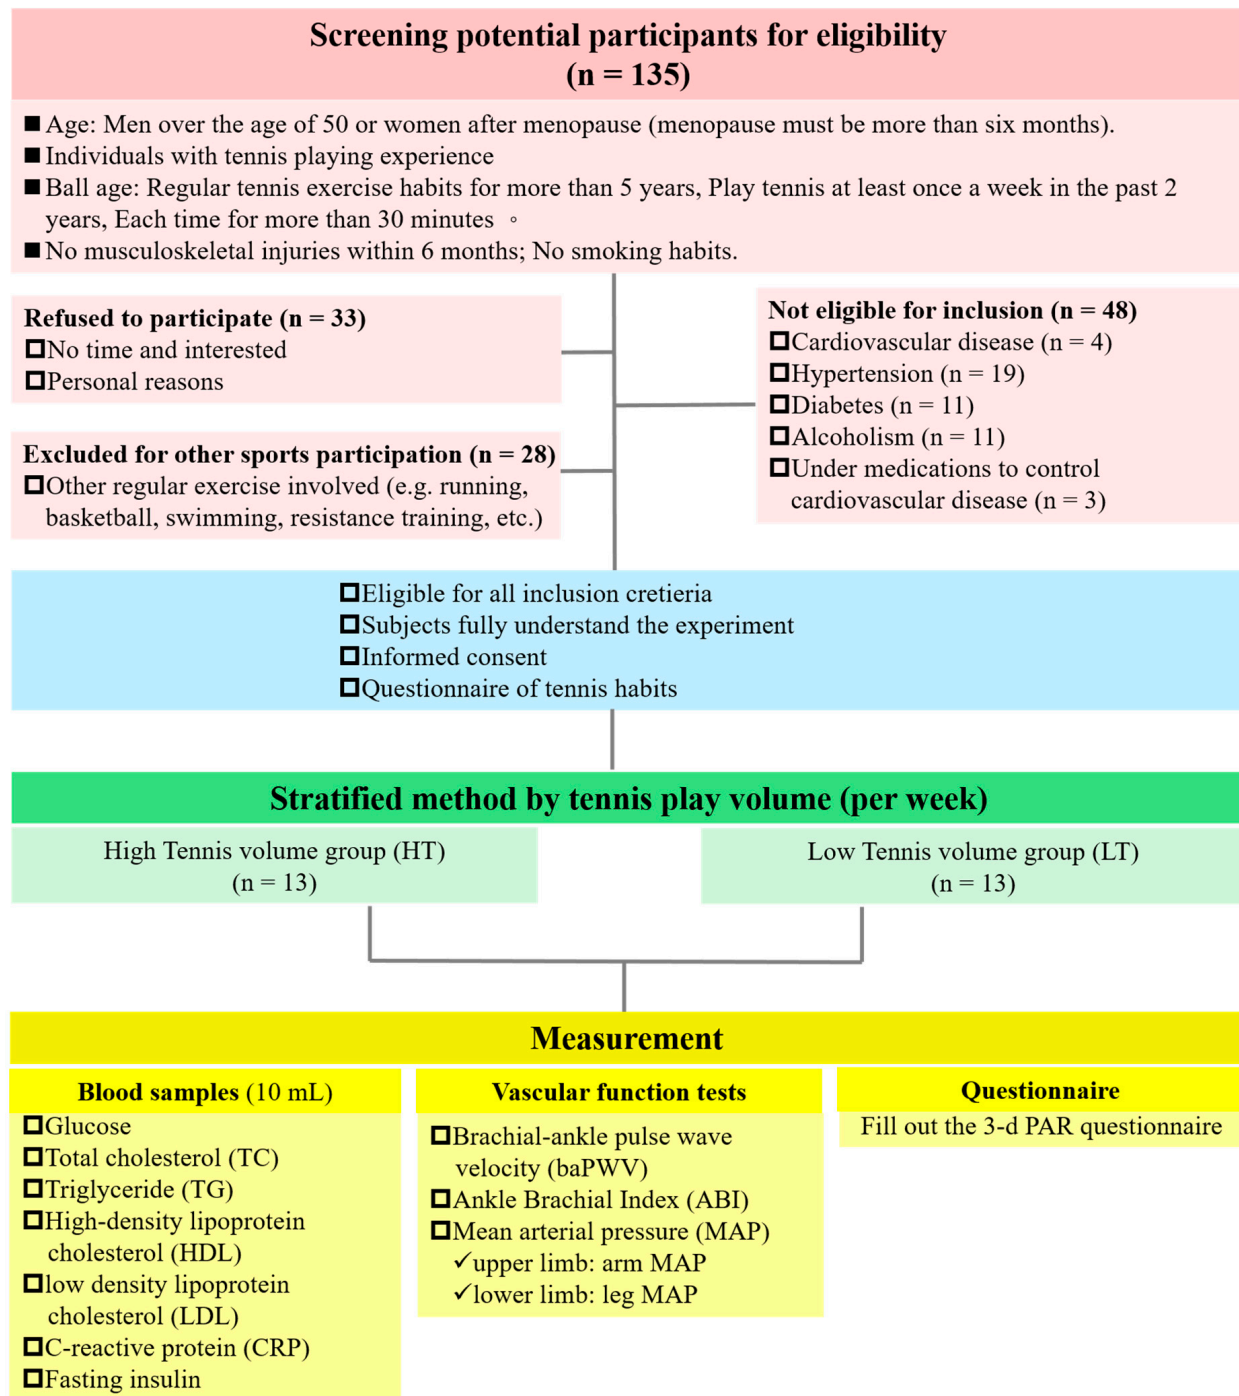 Screening potential participants for eligibility
(n = 135)
■ Age: Men over the age of 50 or women after menopause (menopause must be more than six months).
■ Individuals with tennis playing experience
■ Ball age: Regular tennis exercise habits for more than 5 years, Play tennis at least once a week in the past 2
years, Each time for more than 30 minutes 。
■ No musculoskeletal injuries within 6 months; No smoking habits.
Refused to participate (n = 33)
❑No time and interested
❑Personal reasons
Not eligible for inclusion (n = 48)
❑Cardiovascular disease (n = 4)
❑Hypertension (n = 19)
❑Diabetes (n = 11)
❑Alcoholism (n = 11)
❑Under medications to control
cardiovascular disease (n = 3)
Excluded for other sports participation (n = 28)
❑Other regular exercise involved (e.g. running,
basketball, swimming, resistance training, etc.)
❑Eligible for all inclusion cretieria
❑Subjects fully understand the experiment
❑Informed consent
❑Questionnaire of tennis habits
Stratified method by tennis play volume (per week)
High Tennis volume group (HT)
(n = 13)
Low Tennis volume group (LT)
(n = 13)
Measurement
Blood samples (10 mL)
❑Glucose
❑Total cholesterol (TC)
❑Triglyceride (TG)
❑High-density lipoprotein
cholesterol (HDL)
❑low density lipoprotein
cholesterol (LDL)
❑C-reactive protein (CRP)
❑Fasting insulin
Vascular function tests
❑Brachial-ankle pulse wave
velocity (baPWV)
❑Ankle Brachial Index (ABI)
❑Mean arterial pressure (MAP)
✓upper limb: arm MAP
✓lower limb: leg MAP
Questionnaire
Fill out the 3-d PAR questionnaire